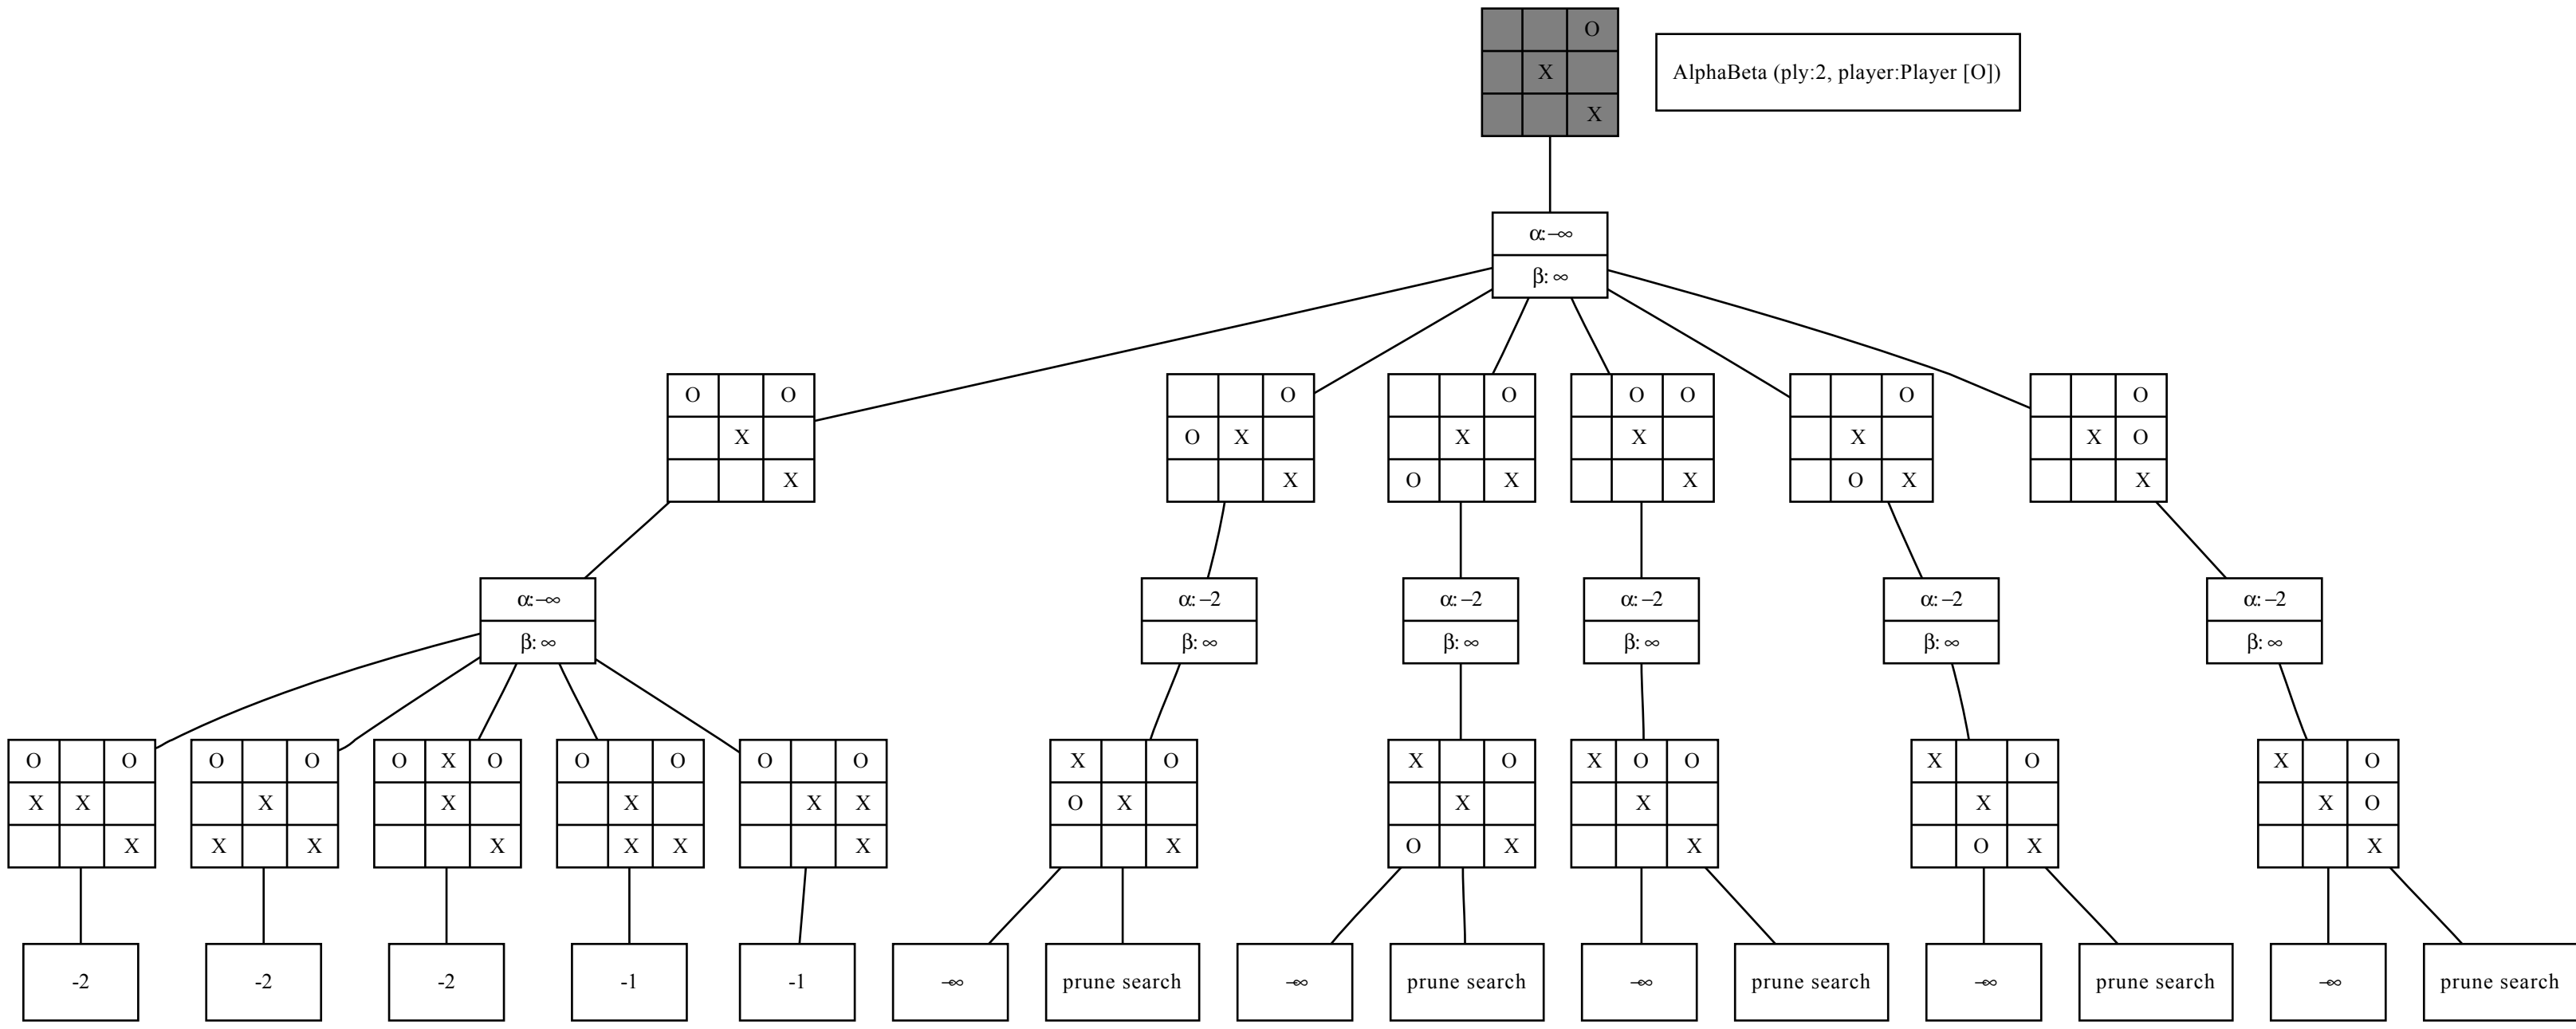 O
X
AlphaBeta (ply:2, player:Player [O])
X
α:−∞
β: ∞
O O
X
X
O
O X
X
O
X
O X
O O
X
X
O
X
O X
O
X O
X
α:−∞
β: ∞
α:−2
β: ∞
α:−2
β: ∞
α:−2
β: ∞
α:−2
β: ∞
α:−2
β: ∞
O O
X X
X
O O
X
X X
O X O
X
X
O O
X
X X
O O
X X
X
X O
O X
X
X O
X
O X
X O O
X
X
X O
X
O X
X O
X O
X
-2
-2
-2
-1
-1
−∞
prune search
−∞
prune search
−∞
prune search
−∞
prune search
−∞
prune search